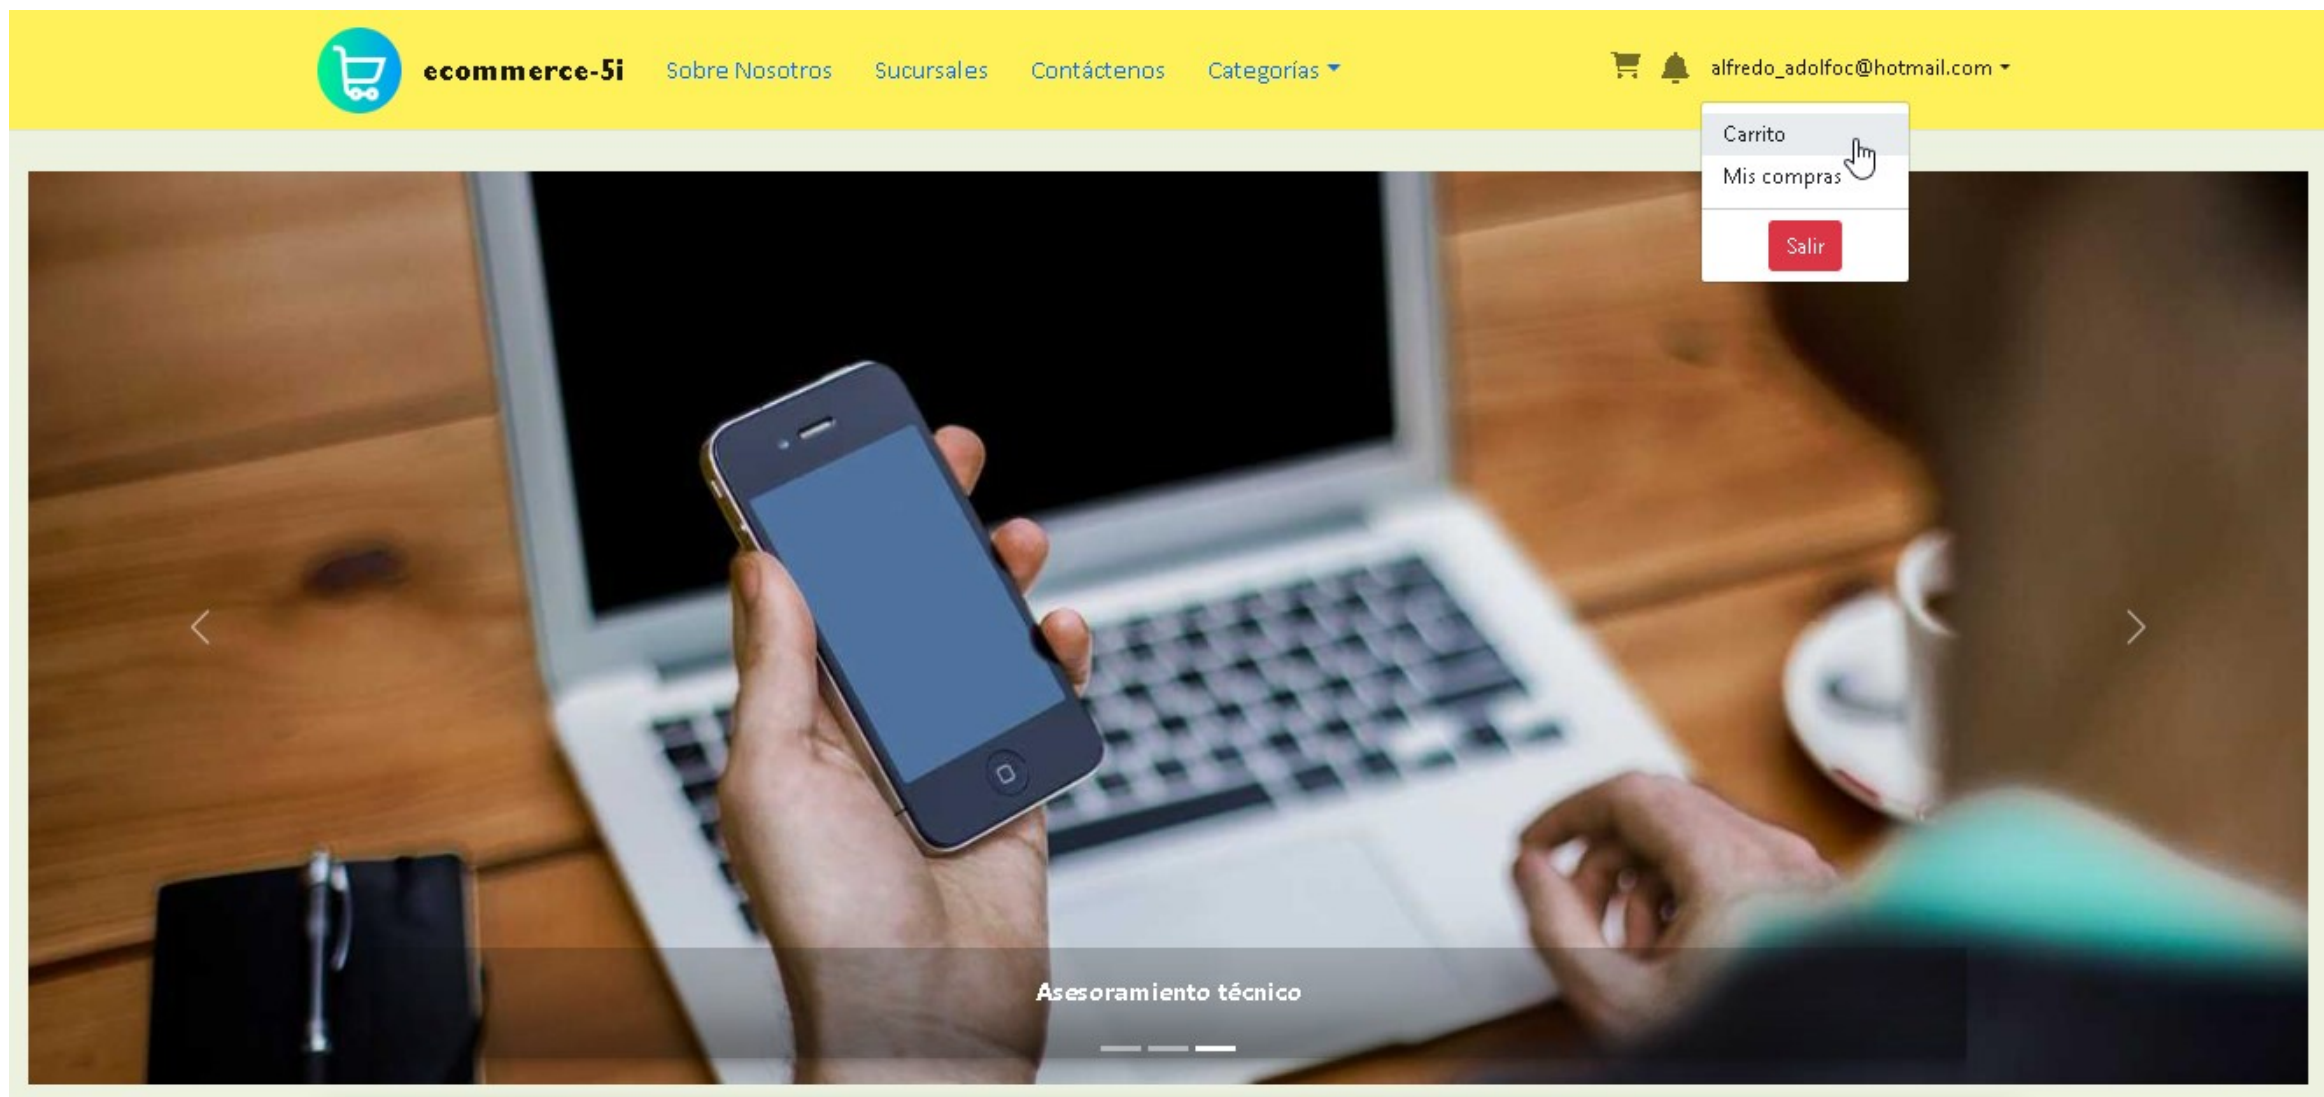 ecommerce-5i Sobre Nosotros Sucursales Contáctenos Categorías alfredo_adolfoc@hotmail.com
Carrito
Mis compras
Salir
Asesoramiento técnico